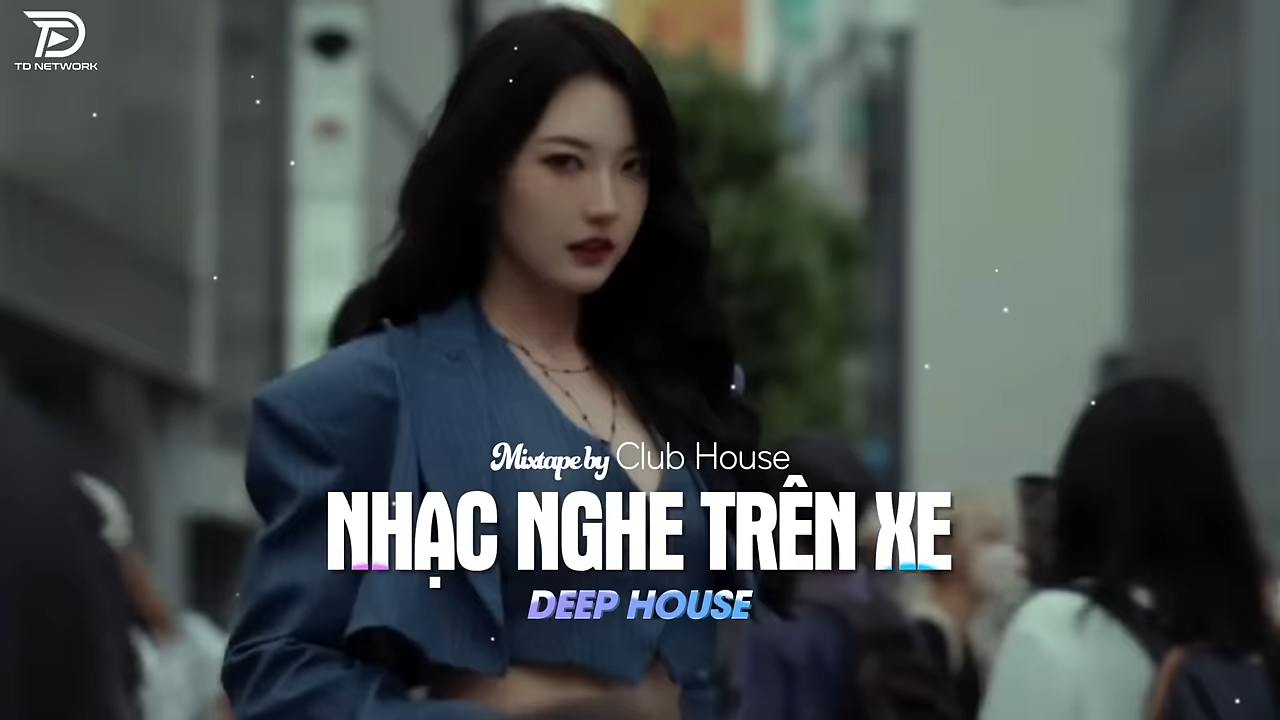 TD NETWORK
Mixtape by Club House
NHẠC NGHE TRÊN XE
DEEP HOUSE